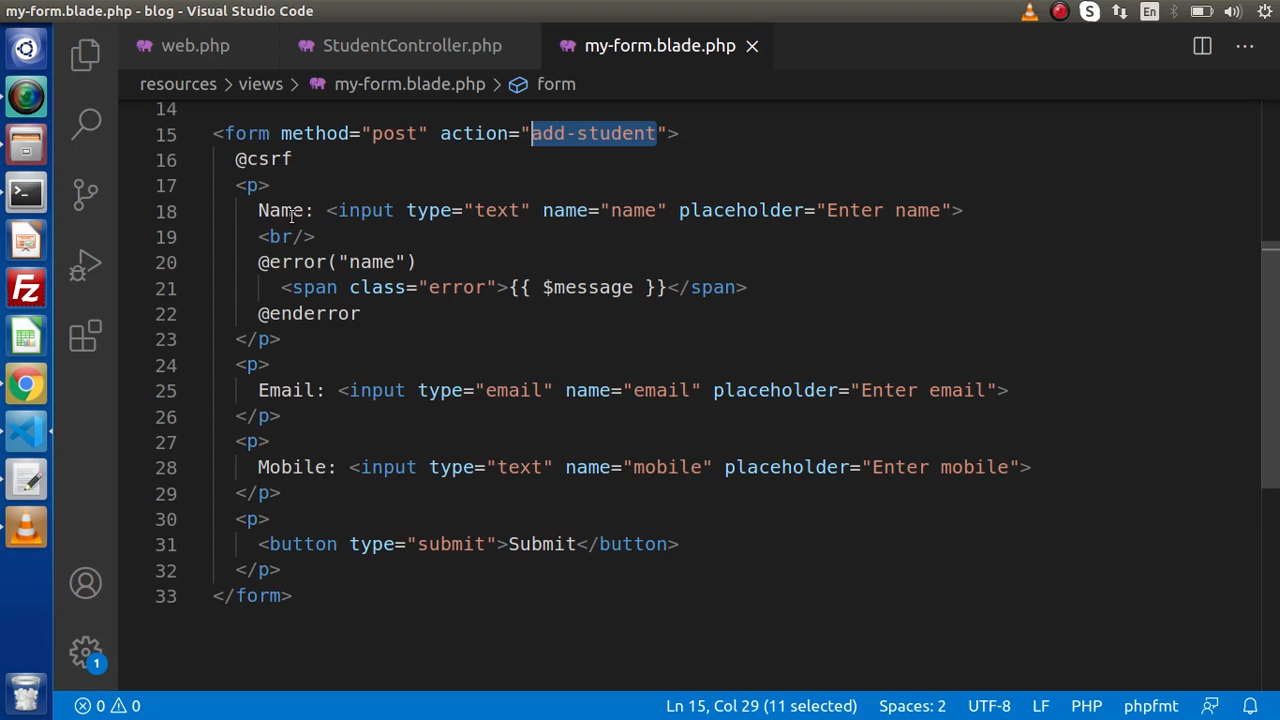 my-form.blade.php - blog - Visual Studio Code
En
web.php StudentController.php my-form.blade.php
resources > views > my-form.blade.php > form
14
15 <form method="post" action="add-student">
16 @csrf
17 <p>
18 Name: <input type="text" name="name" placeholder="Enter name">
19 <br/>
20 @error("name")
21 <span class="error">{{ $message }}</span>
22 @enderror
23 </p>
24 <p>
25 Email: <input type="email" name="email" placeholder="Enter email">
26 </p>
27 <p>
28 Mobile: <input type="text" name="mobile" placeholder="Enter mobile">
29 </p>
30 <p>
31 <button type="submit">Submit</button>
32 </p>
33 </form>
1
0 0 Ln 15, Col 29 (11 selected) Spaces: 2 UTF-8 LF PHP phpfmt